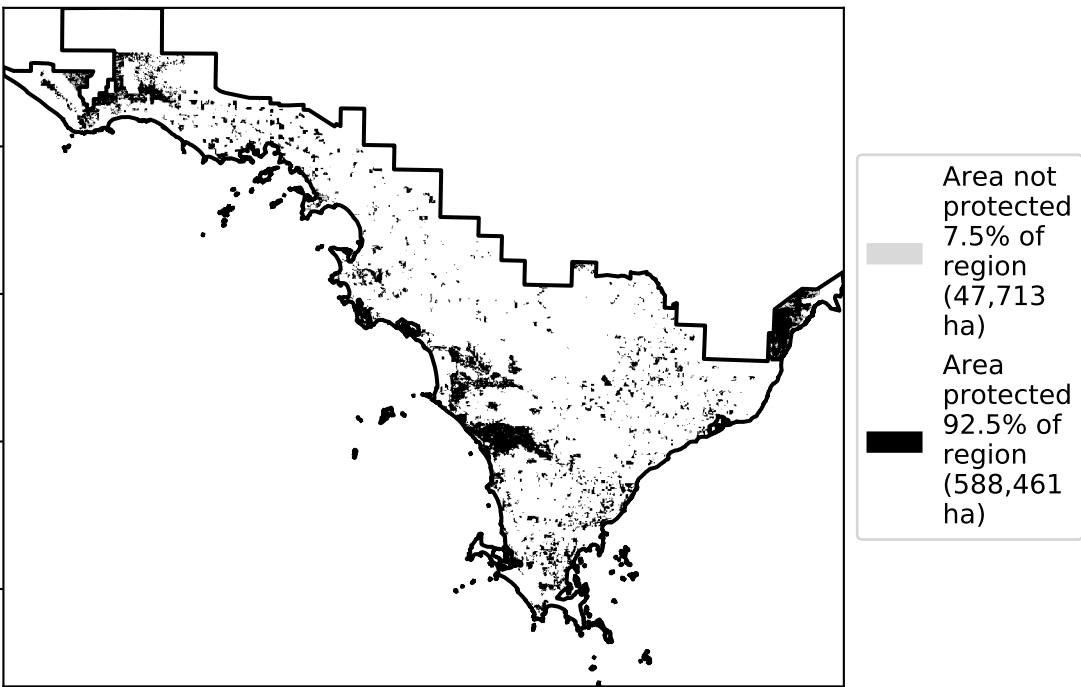 Area not
protected
7.5% of
region
(47,713
ha)
Area
protected
92.5% of
region
(588,461
ha)